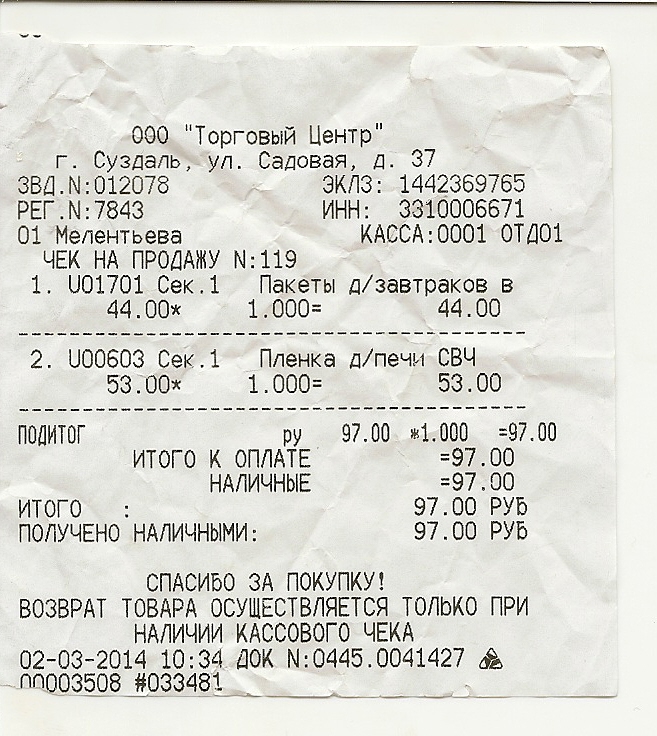 ООО "Торговый Центр"
г. Суздаль, ул. Садовая, д. 37
ЗВД.N:012078 ЭКЛЗ: 1442369765
РЕГ.N:7843 ИНН: 3310006671
01 Мелентьева КАССА:0001 ОТД01
ЧЕК НА ПРОДАЖУ N:119
1. U01701 Сек.1 Пакеты д/завтраков в
44.00* 1.000= 44.00
2. U00603 Сек.1 Пленка д/печи СВЧ
53.00* 1.000= 53.00
ПОДИТОГ ру 97.00 *1.000 =97.00
ИТОГО К ОПЛАТЕ =97.00
НАЛИЧНЫЕ =97.00
ИТОГО : 97.00 РУБ
ПОЛУЧЕНО НАЛИЧНЫМИ: 97.00 РУБ
СПАСИБО ЗА ПОКУПКУ!
ВОЗВРАТ ТОВАРА ОСУЩЕСТВЛЯЕТСЯ ТОЛЬКО ПРИ
НАЛИЧИИ КАССОВОГО ЧЕКА
02-03-2014 10:34 ДОК N:0445.0041427
00003508 #033481